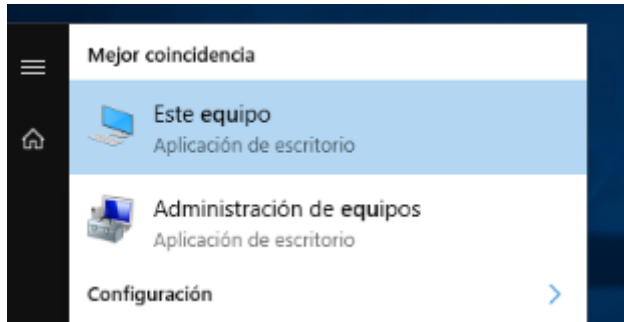 Mejor coincidencia
Este equipo
Aplicación de escritorio
Administración de equipos
Aplicación de escritorio
Configuración